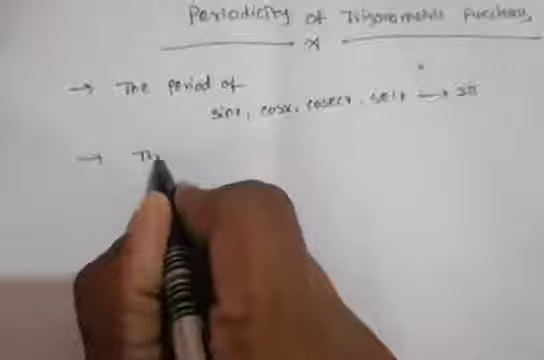 Periodicity of Trigonometric Functions
→ The period of
sinx, cosx, cosecx, secx → 2π
→ Th